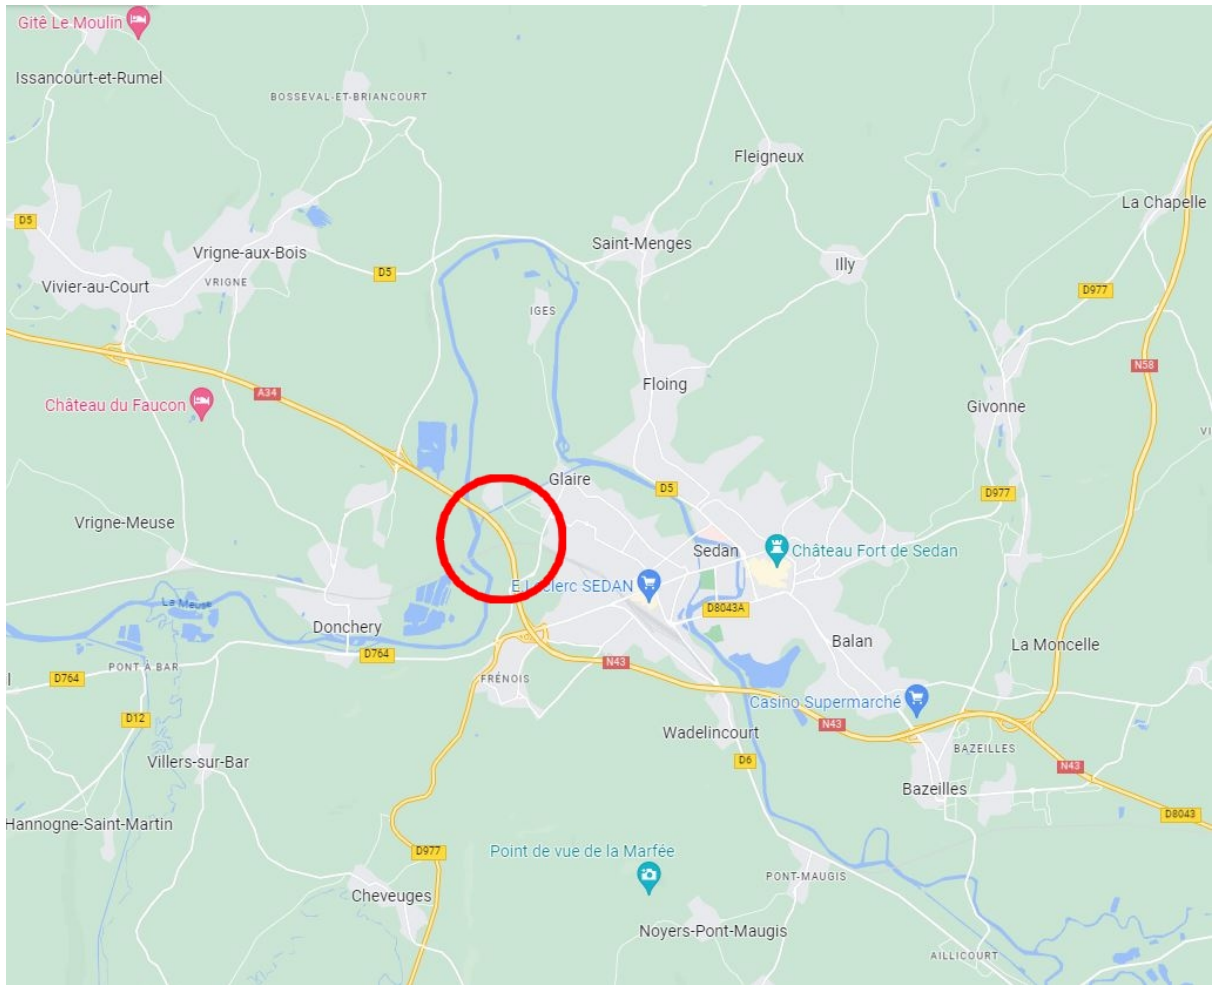 Gîtê Le Moulin
Issancourt-et-Rumel
BOSSEVAL-ET-BRIANCOURT
Fleigneux
La Chapelle
D5
Vrigne-aux-Bois
Saint-Menges
Illy
D5
Vivier-au-Court
VRIGNE
D977
IGES
N58
A34
Floing
Château du Faucon
Givonne
VI
Glaire
D5
D977
Vrigne-Meuse
Sedan
Château Fort de Sedan
E.Leclerc SEDAN
La Meuse
D8043A
Donchery
Balan
La Moncelle
D764
N43
PONT À BAR
D764
l
FRÉNOIS
Casino Supermarché
D12
N43
Wadelincourt
BAZEILLES
Villers-sur-Bar
D6
N43
Bazeilles
Hannogne-Saint-Martin
D8043
D977
Point de vue de la Marfée
PONT-MAUGIS
Cheveuges
Noyers-Pont-Maugis
AILLICOURT